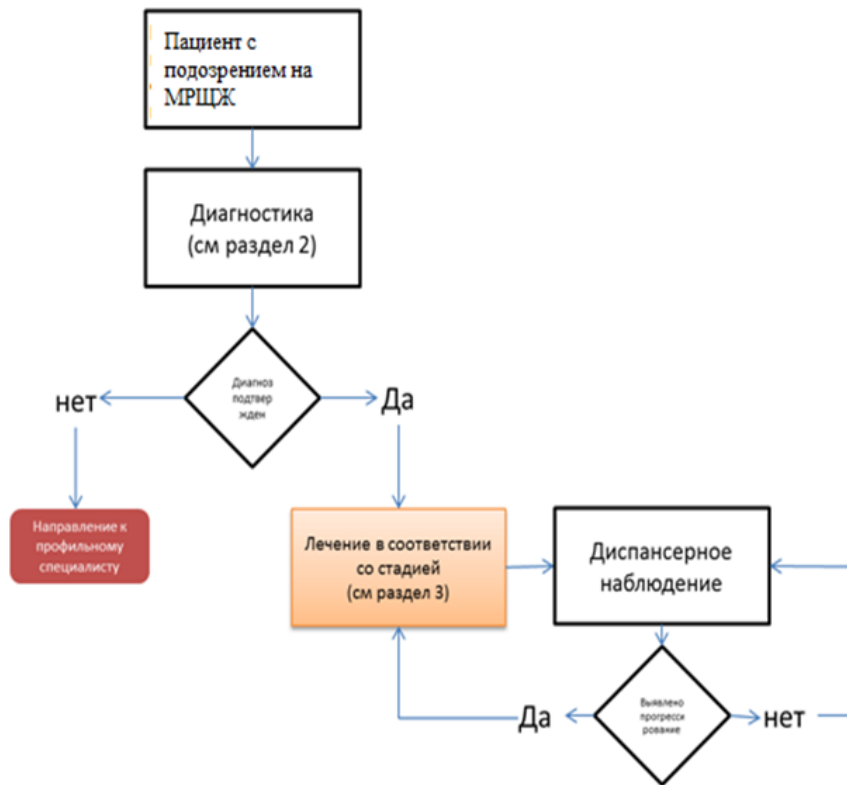 Пациент с
подозрением на
МРЩЖ
Диагностика
(см раздел 2)
Диагноз
подтвер
жден
нет
Да
Направление к
профильному
специалисту
Лечение в соответствии
со стадией
(см раздел 3)
Диспансерное
наблюдение
Выявлено
прогресси
рование
Да
нет